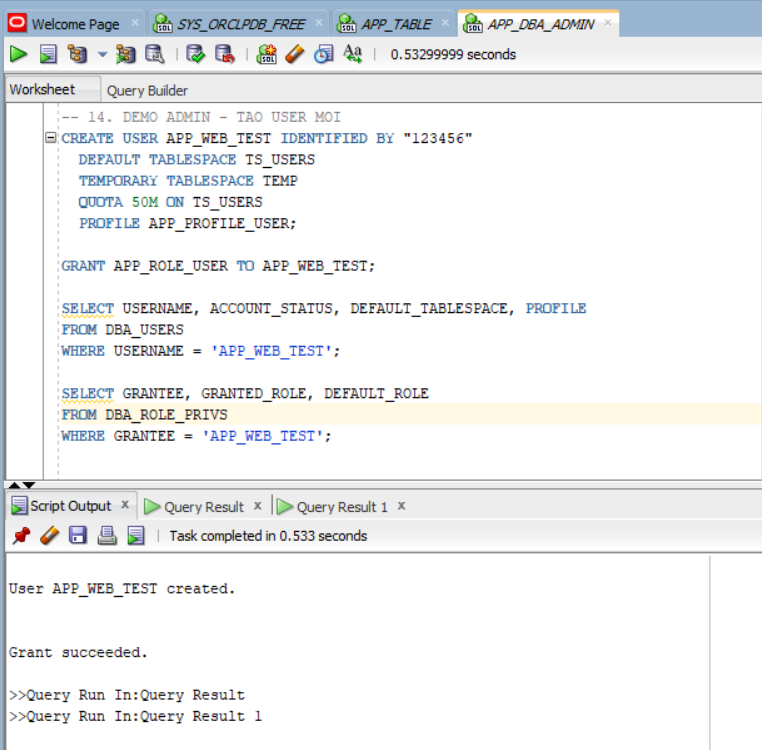 Welcome Page SYS_ORCLPDB_FREE APP_TABLE APP_DBA_ADMIN
0.53299999 seconds
Worksheet Query Builder
-- 14. DEMO ADMIN - TAO USER MOI
CREATE USER APP_WEB_TEST IDENTIFIED BY "123456"
DEFAULT TABLESPACE TS_USERS
TEMPORARY TABLESPACE TEMP
QUOTA 50M ON TS_USERS
PROFILE APP_PROFILE_USER;
GRANT APP_ROLE_USER TO APP_WEB_TEST;
SELECT USERNAME, ACCOUNT_STATUS, DEFAULT_TABLESPACE, PROFILE
FROM DBA_USERS
WHERE USERNAME = 'APP_WEB_TEST';
SELECT GRANTEE, GRANTED_ROLE, DEFAULT_ROLE
FROM DBA_ROLE_PRIVS
WHERE GRANTEE = 'APP_WEB_TEST';
Script Output x Query Result x Query Result 1 x
Task completed in 0.533 seconds
User APP_WEB_TEST created.
Grant succeeded.
>>Query Run In:Query Result
>>Query Run In:Query Result 1